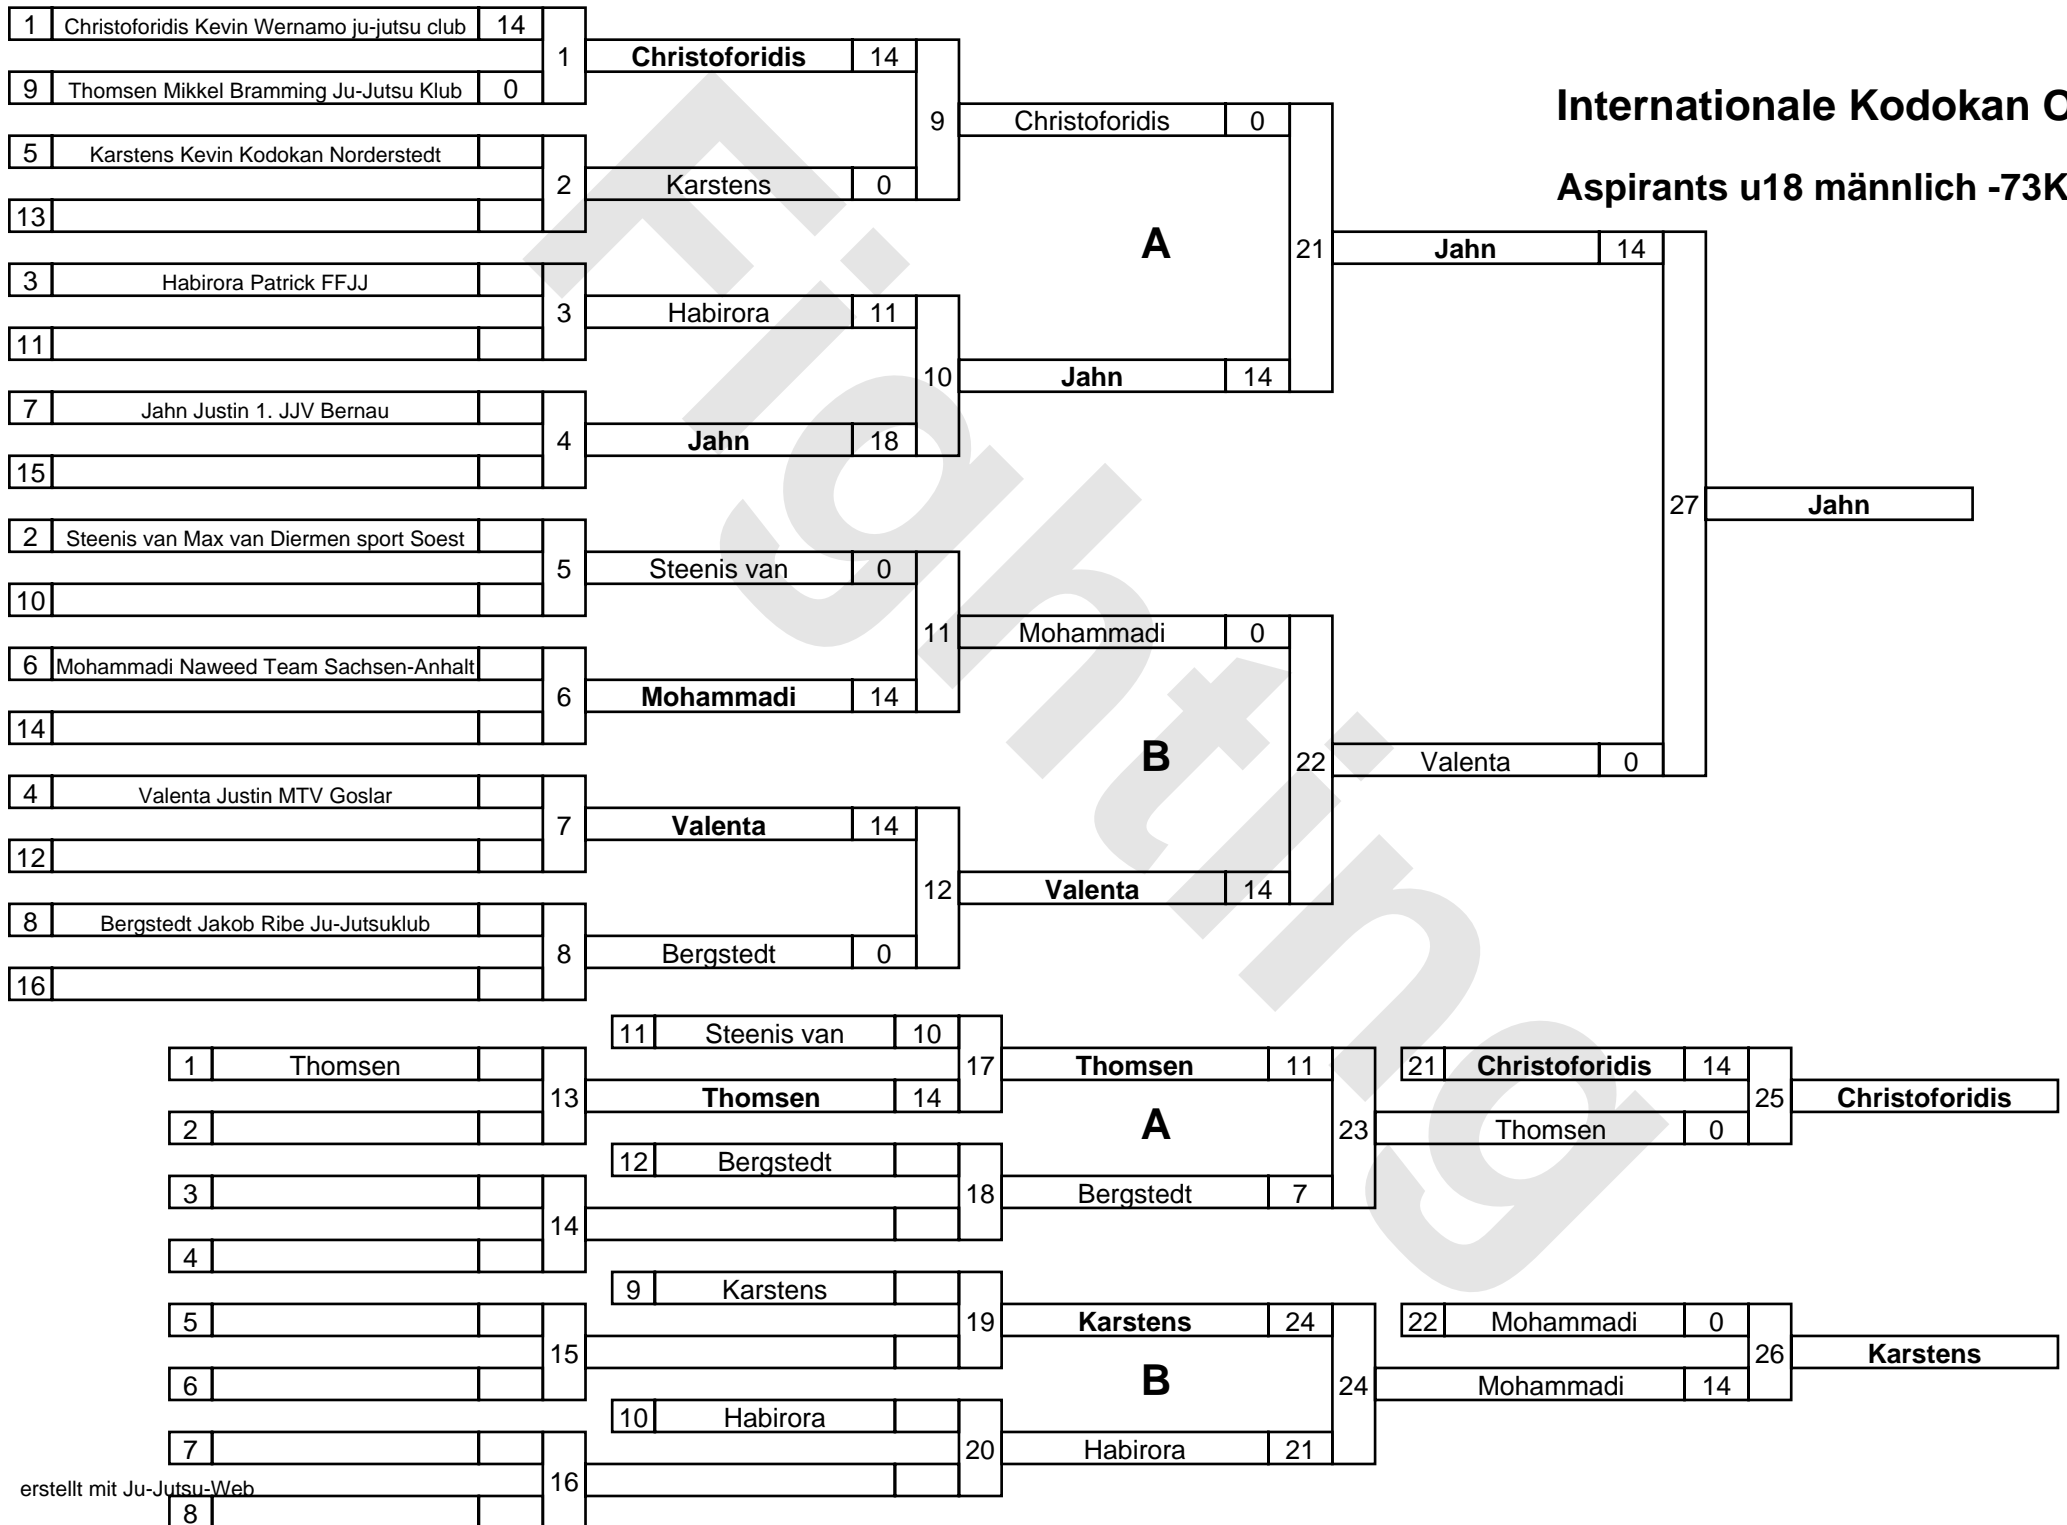 1 Christoforidis Kevin Wernamo ju-jutsu club 14
9 Thomsen Mikkel Bramming Ju-Jutsu Klub 0
1
5 Karstens Kevin Kodokan Norderstedt
13
2
3 Habirora Patrick FFJJ
11
3
7 Jahn Justin 1. JJV Bernau
15
4
2 Steenis van Max van Diermen sport Soest
10
5
6 Mohammadi Naweed Team Sachsen-Anhalt
14
6
4 Valenta Justin MTV Goslar
12
7
8 Bergstedt Jakob Ribe Ju-Jutsuklub
16
8
Christoforidis 14
Karstens 0
9
Habirora 11
Jahn 18
10
Steenis van 0
Mohammadi 14
11
Valenta 14
Bergstedt 0
12
Christoforidis 0
A
Jahn 14
21
Mohammadi 0
B
Valenta 14
22
Internationale Kodokan O
Aspirants u18 männlich -73K
Jahn 14
Valenta 0
27
Jahn
Fighting
1 Thomsen
2
13
3
4
14
5
6
15
7
8
16
11 Steenis van 10
Thomsen 14
17
12 Bergstedt
18
9 Karstens
19
10 Habirora
20
Thomsen 11
A
Bergstedt 7
23
Karstens 24
B
Habirora 21
24
21 Christoforidis 14
Thomsen 0
25
Christoforidis
22 Mohammadi 0
Mohammadi 14
26
Karstens
erstellt mit Ju-Jutsu-Web